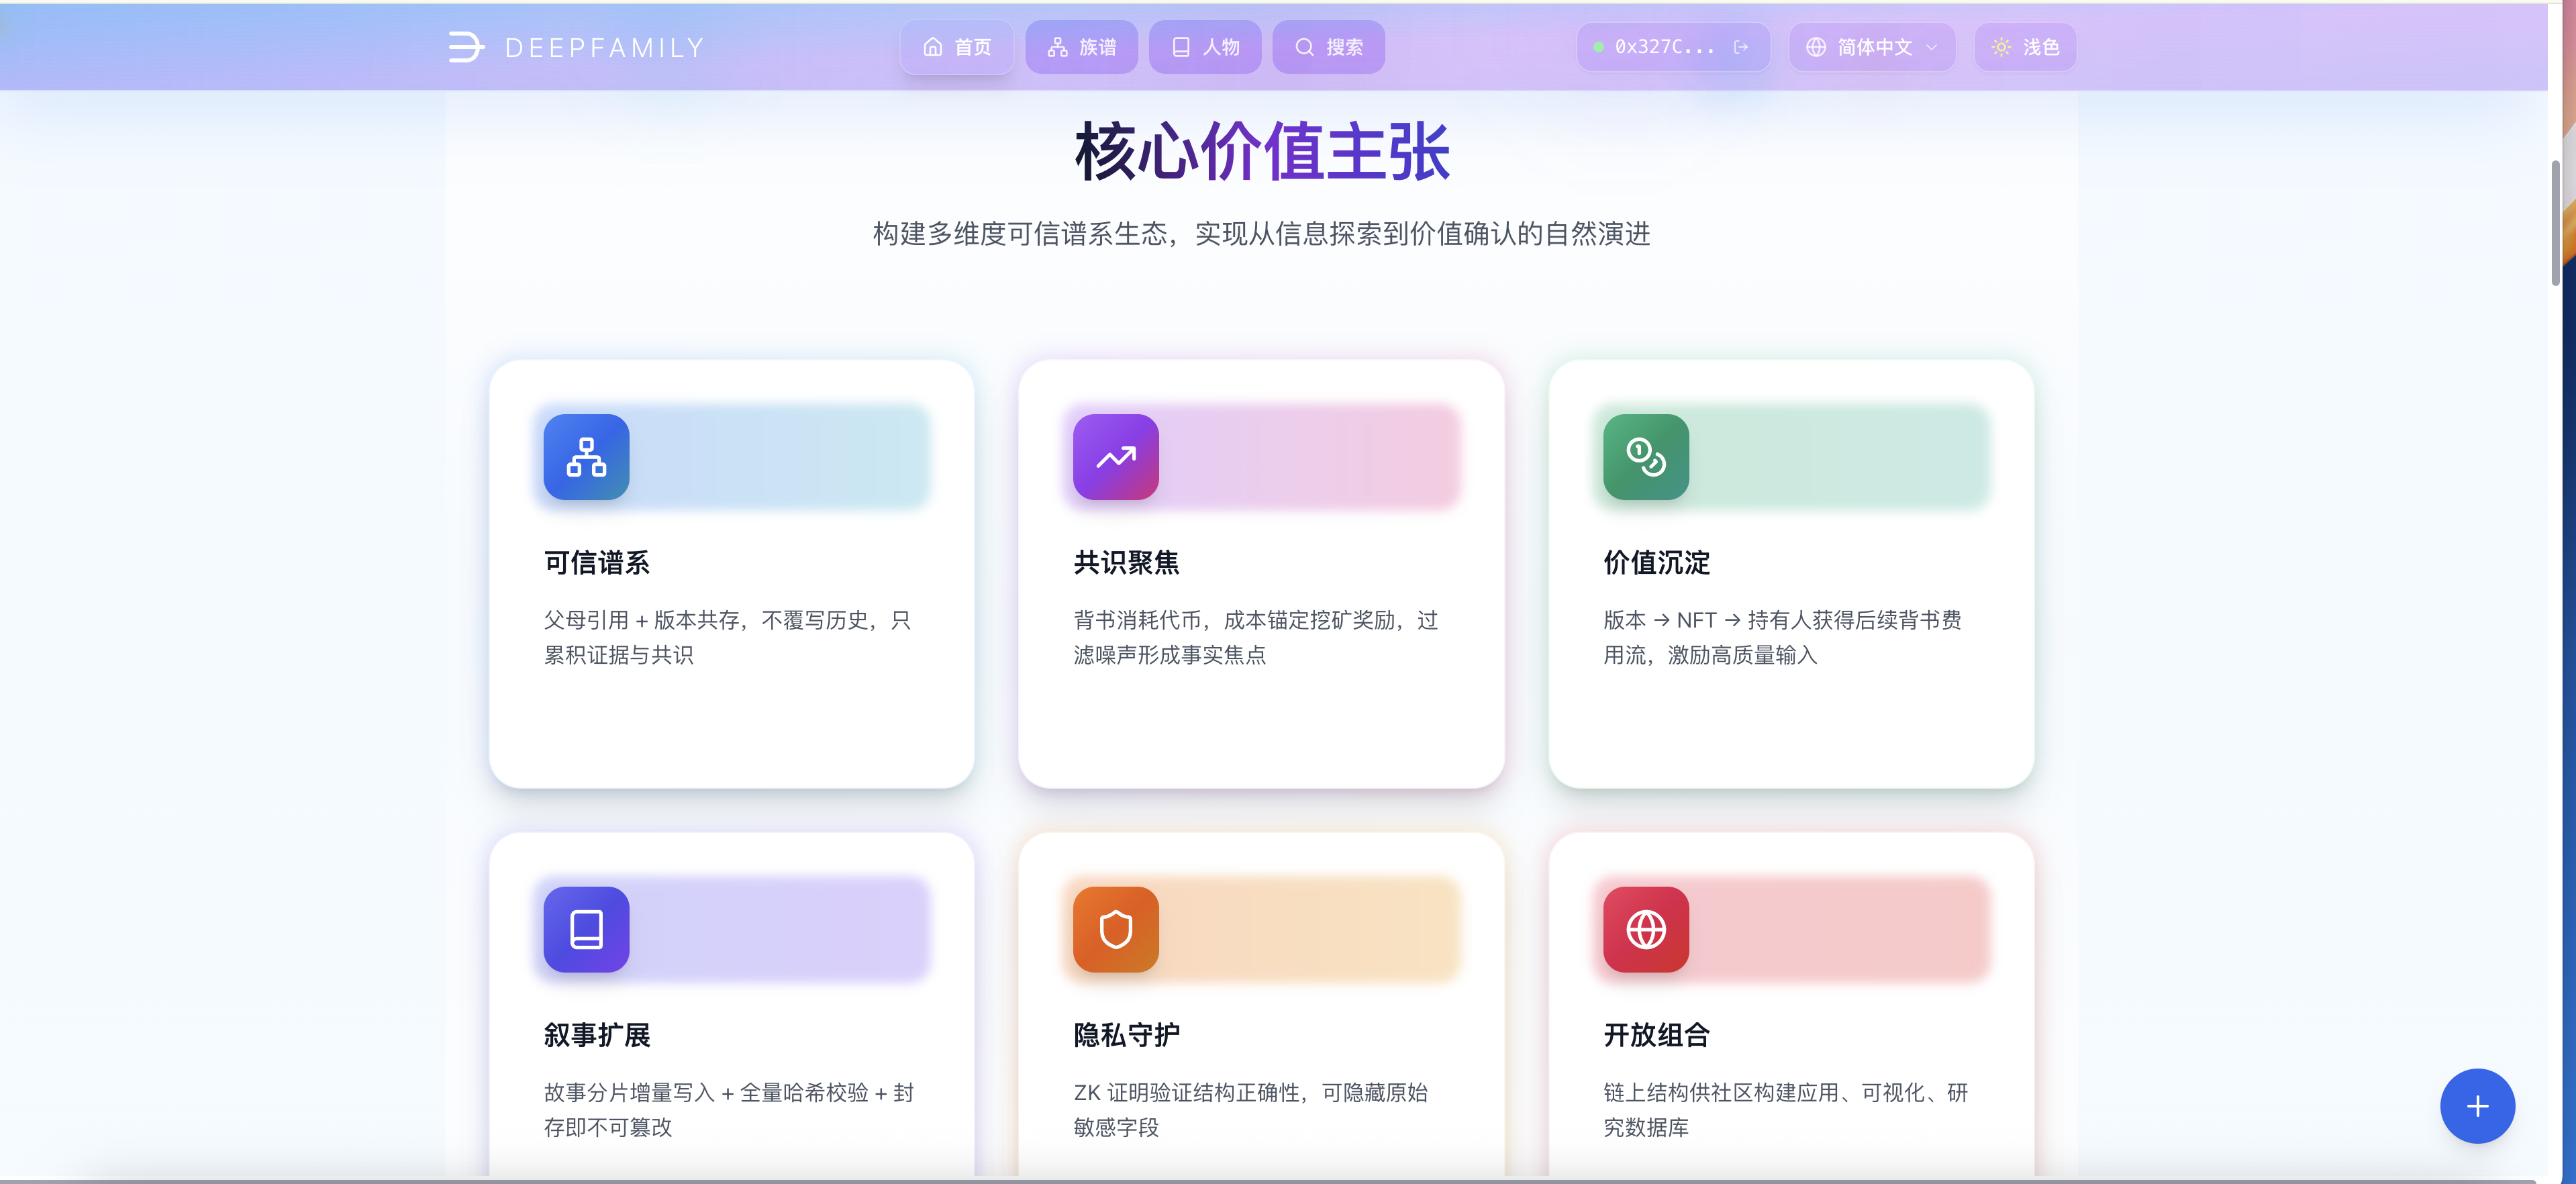 DEEPFAMILY
首页
族谱
人物
搜索
0x327C...
简体中文
浅色
核心价值主张
构建多维度可信谱系生态，实现从信息探索到价值确认的自然演进
可信谱系
父母引用 + 版本共存，不覆写历史，只
累积证据与共识
共识聚焦
背书消耗代币，成本锚定挖矿奖励，过
滤噪声形成事实焦点
价值沉淀
版本 → NFT → 持有人获得后续背书费
用流，激励高质量输入
叙事扩展
故事分片增量写入 + 全量哈希校验 + 封
存即不可篡改
隐私守护
ZK 证明验证结构正确性，可隐藏原始
敏感字段
开放组合
链上结构供社区构建应用、可视化、研
究数据库